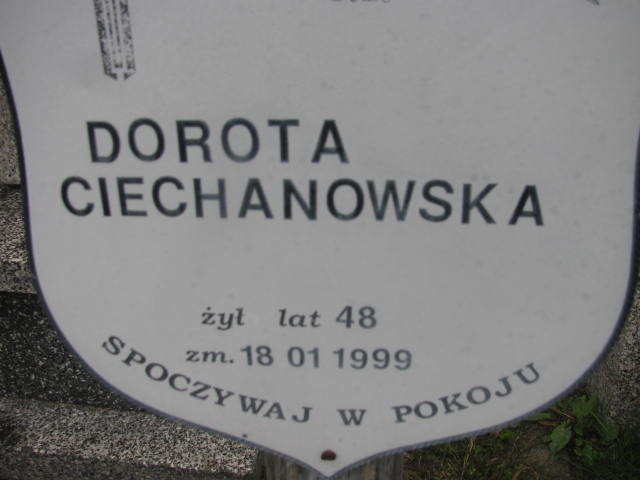 DOROTA
CIECHANOWSKA
żył lat 48
zm. 18 01 1999
SPOCZYWAJ W POKOJU